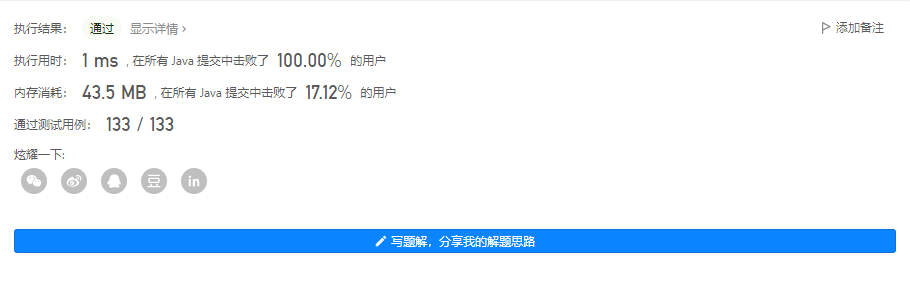 执行结果： 通过 显示详情 › 添加备注
执行用时： 1 ms , 在所有 Java 提交中击败了 100.00% 的用户
内存消耗： 43.5 MB , 在所有 Java 提交中击败了 17.12% 的用户
通过测试用例： 133 / 133
炫耀一下:
豆 in
写题解，分享我的解题思路